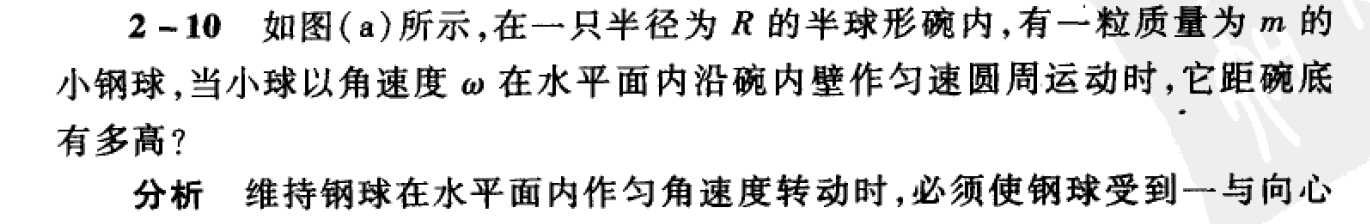 2-10 如图(a)所示,在一只半径为 R 的半球形碗内,有一粒质量为 m 的
小钢球,当小球以角速度 ω 在水平面内沿碗内壁作匀速圆周运动时,它距碗底
有多高?
分析 维持钢球在水平面内作匀角速度转动时,必须使钢球受到一与向心